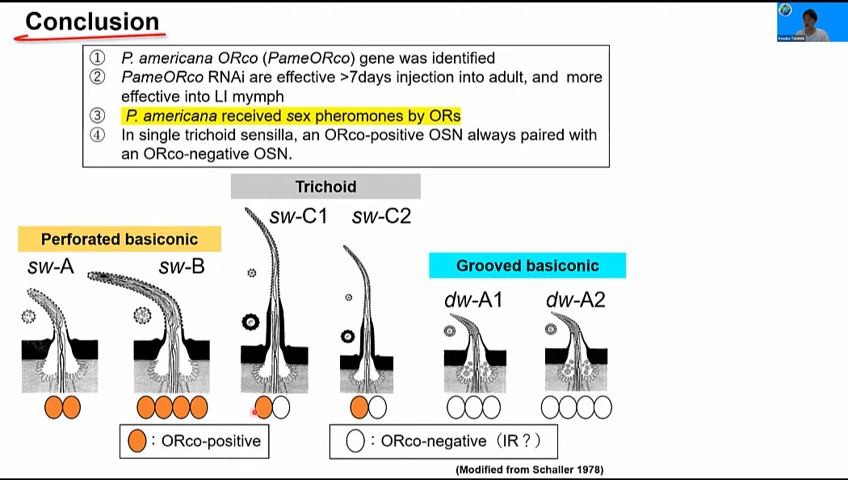 Conclusion
① P. americana ORco (PameORco) gene was identified
② PameORco RNAi are effective >7days injection into adult, and more
effective into LI mymph
③ P. americana received sex pheromones by ORs
④ In single trichoid sensilla, an ORco-positive OSN always paired with
an ORco-negative OSN.
Trichoid
sw-C1 sw-C2
Perforated basiconic
Grooved basiconic
sw-A sw-B
dw-A1 dw-A2
: ORco-positive
: ORco-negative (IR？)
(Modified from Schaller 1978)